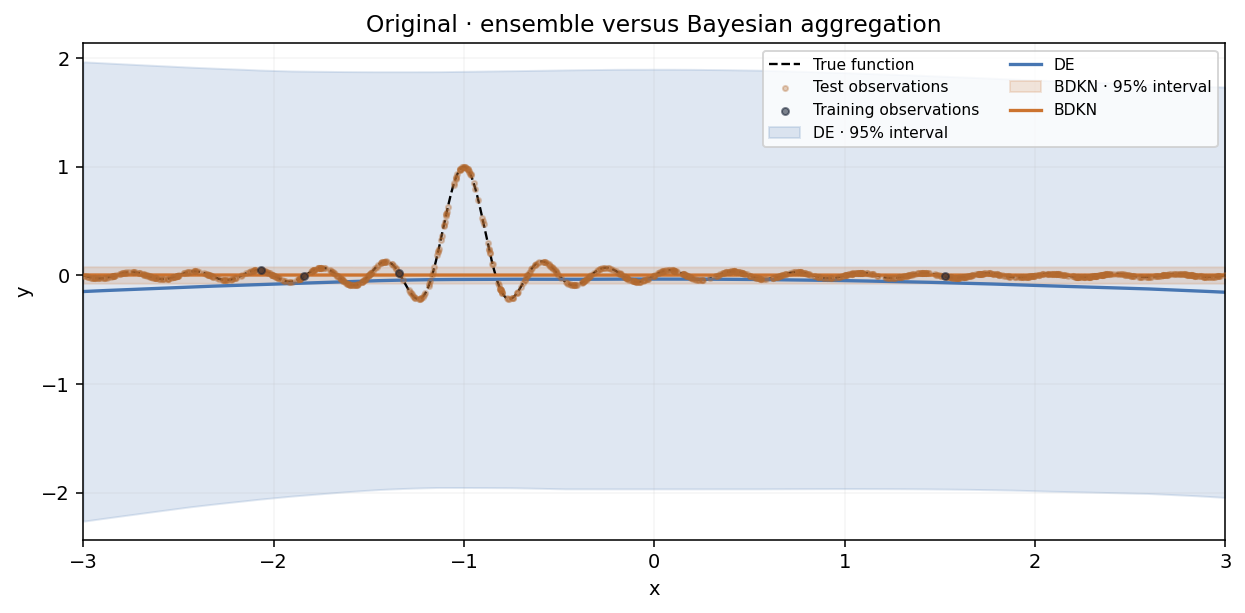 Original · ensemble versus Bayesian aggregation
True function
Test observations
Training observations
DE · 95% interval
DE
BDKN · 95% interval
BDKN
y
2
1
0
−1
−2
−3
−2
−1
0
1
2
3
x